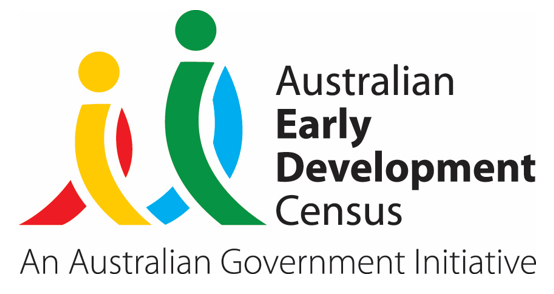 Australian
Early
Development
Census
An Australian Government Initiative